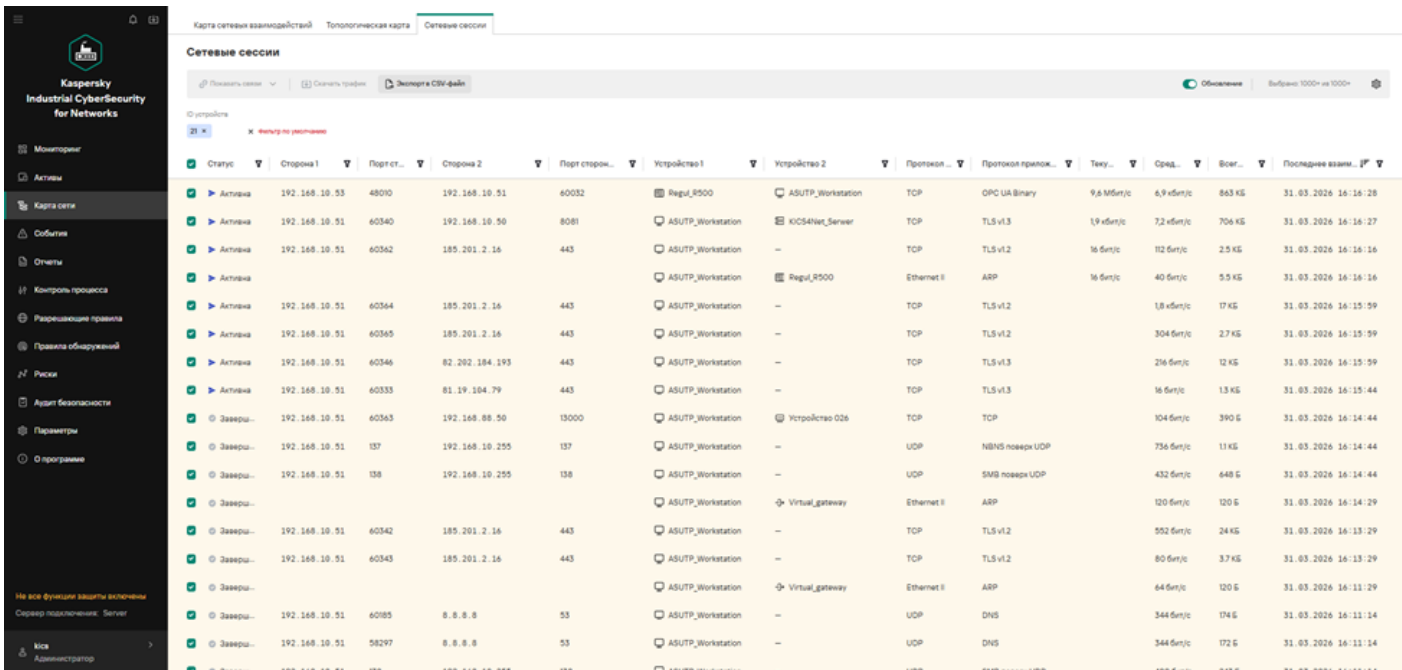 Карта сетевых взаимодействий Топологическая карта Сетевые сессии
Kaspersky
Industrial CyberSecurity
for Networks
Мониторинг
Активы
Карта сети
События
Отчеты
Контроль процесса
Разрешающие правила
Правила обнаружений
Риски
Аудит безопасности
Параметры
О программе
Не все функции защиты включены
Сервер подключения: Server
kics
Администратор
Сетевые сессии
Показать связи Скачать трафик Экспорт в CSV-файл Обновление Выбрано: 1000+ из 1000+
ID устройств
21 × × Фильтр по умолчанию
Статус Сторона 1 Порт ст... Сторона 2 Порт сторон... Устройство 1 Устройство 2 Протокол ... Протокол прилож... Теку... Сред... Всег... Последнее взаим...
Активна 192.168.10.53 48010 192.168.10.51 60032 Regul_R500 ASUTP_Workstation TCP OPC UA Binary 9,6 Мбит/с 6,9 кбит/с 863 КБ 31.03.2026 16:16:28
Активна 192.168.10.51 60340 192.168.10.50 8081 ASUTP_Workstation KICS4Net_Server TCP TLS v1.3 1,9 кбит/с 7,2 кбит/с 706 КБ 31.03.2026 16:16:27
Активна 192.168.10.51 60362 185.201.2.16 443 ASUTP_Workstation – TCP TLS v1.2 16 бит/с 112 бит/с 2.5 КБ 31.03.2026 16:16:16
Активна ASUTP_Workstation Regul_R500 Ethernet II ARP 16 бит/с 40 бит/с 5.5 КБ 31.03.2026 16:16:16
Активна 192.168.10.51 60364 185.201.2.16 443 ASUTP_Workstation – TCP TLS v1.2 1,8 кбит/с 17 КБ 31.03.2026 16:15:59
Активна 192.168.10.51 60365 185.201.2.16 443 ASUTP_Workstation – TCP TLS v1.2 304 бит/с 2.7 КБ 31.03.2026 16:15:59
Активна 192.168.10.51 60346 82.202.184.193 443 ASUTP_Workstation – TCP TLS v1.3 216 бит/с 12 КБ 31.03.2026 16:15:59
Активна 192.168.10.51 60333 81.19.104.79 443 ASUTP_Workstation – TCP TLS v1.3 16 бит/с 1.3 КБ 31.03.2026 16:15:44
Заверш... 192.168.10.51 60363 192.168.88.50 13000 ASUTP_Workstation Устройство 026 TCP TCP 104 бит/с 390 Б 31.03.2026 16:14:44
Заверш... 192.168.10.51 137 192.168.10.255 137 ASUTP_Workstation – UDP NBNS поверх UDP 736 бит/с 1.1 КБ 31.03.2026 16:14:44
Заверш... 192.168.10.51 138 192.168.10.255 138 ASUTP_Workstation – UDP SMB поверх UDP 432 бит/с 648 Б 31.03.2026 16:14:44
Заверш... ASUTP_Workstation Virtual_gateway Ethernet II ARP 120 бит/с 120 Б 31.03.2026 16:14:29
Заверш... 192.168.10.51 60342 185.201.2.16 443 ASUTP_Workstation – TCP TLS v1.2 552 бит/с 24 КБ 31.03.2026 16:13:29
Заверш... 192.168.10.51 60343 185.201.2.16 443 ASUTP_Workstation – TCP TLS v1.2 80 бит/с 3.7 КБ 31.03.2026 16:13:29
Заверш... ASUTP_Workstation Virtual_gateway Ethernet II ARP 64 бит/с 120 Б 31.03.2026 16:11:29
Заверш... 192.168.10.51 60185 8.8.8.8 53 ASUTP_Workstation – UDP DNS 344 бит/с 174 Б 31.03.2026 16:11:14
Заверш... 192.168.10.51 58297 8.8.8.8 53 ASUTP_Workstation – UDP DNS 344 бит/с 172 Б 31.03.2026 16:11:14